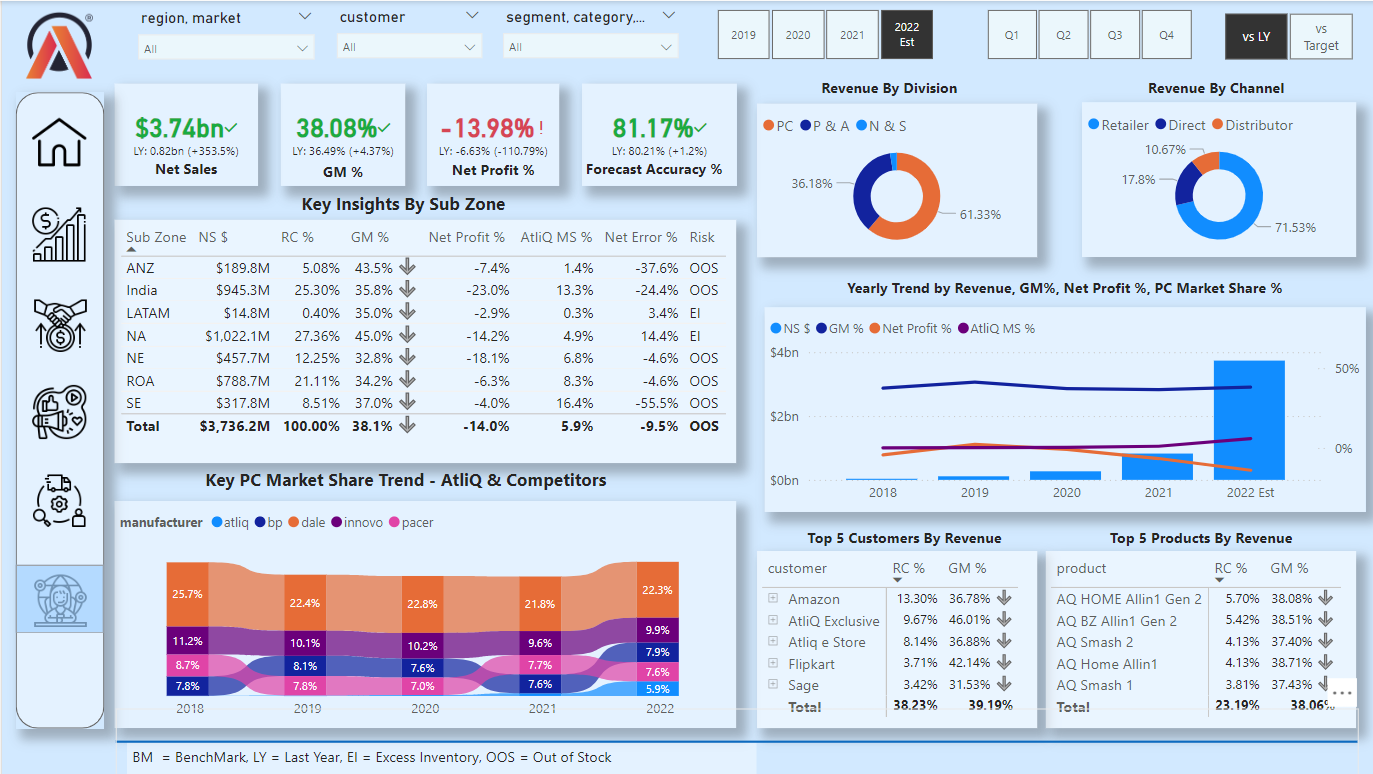 region, market
customer
segment, category,...
All
All
All
2019
2020
2021
2022
Est
Q1
Q2
Q3
Q4
vs LY
vs
Target
®
$3.74bn
LY: 0.82bn (+353.5%)
Net Sales
38.08%
LY: 36.49% (+4.37%)
GM %
-13.98% !
LY: -6.63% (-110.79%)
Net Profit %
81.17%
LY: 80.21% (+1.2%)
Forecast Accuracy %
Revenue By Division
PC P & A N & S
36.18%
61.33%
Revenue By Channel
Retailer Direct Distributor
10.67%
17.8%
71.53%
Key Insights By Sub Zone
Sub Zone NS $ RC % GM % Net Profit % AtliQ MS % Net Error % Risk
ANZ $189.8M 5.08% 43.5% -7.4% 1.4% -37.6% OOS
India $945.3M 25.30% 35.8% -23.0% 13.3% -24.4% OOS
LATAM $14.8M 0.40% 35.0% -2.9% 0.3% 3.4% EI
NA $1,022.1M 27.36% 45.0% -14.2% 4.9% 14.4% EI
NE $457.7M 12.25% 32.8% -18.1% 6.8% -4.6% OOS
ROA $788.7M 21.11% 34.2% -6.3% 8.3% -4.6% OOS
SE $317.8M 8.51% 37.0% -4.0% 16.4% -55.5% OOS
Total $3,736.2M 100.00% 38.1% -14.0% 5.9% -9.5% OOS
Yearly Trend by Revenue, GM%, Net Profit %, PC Market Share %
NS $ GM % Net Profit % AtliQ MS %
$4bn
$2bn
$0bn
50%
0%
2018 2019 2020 2021 2022 Est
Key PC Market Share Trend - AtliQ & Competitors
manufacturer atliq bp dale innovo pacer
25.7% 22.4% 22.8% 21.8% 22.3%
11.2% 10.1% 10.2% 9.6% 9.9%
8.7% 8.1% 7.6% 7.7% 7.9%
7.8% 7.8% 7.0% 7.6% 7.6%
5.9%
2018 2019 2020 2021 2022
Top 5 Customers By Revenue
customer RC % GM %
Amazon 13.30% 36.78%
AtliQ Exclusive 9.67% 46.01%
Atliq e Store 8.14% 36.88%
Flipkart 3.71% 42.14%
Sage 3.42% 31.53%
Total 38.23% 39.19%
Top 5 Products By Revenue
product RC % GM %
AQ HOME Allin1 Gen 2 5.70% 38.08%
AQ BZ Allin1 Gen 2 5.42% 38.51%
AQ Smash 2 4.13% 37.40%
AQ Home Allin1 4.13% 38.71%
AQ Smash 1 3.81% 37.43%
Total 23.19% 38.06%
BM = BenchMark, LY = Last Year, EI = Excess Inventory, OOS = Out of Stock